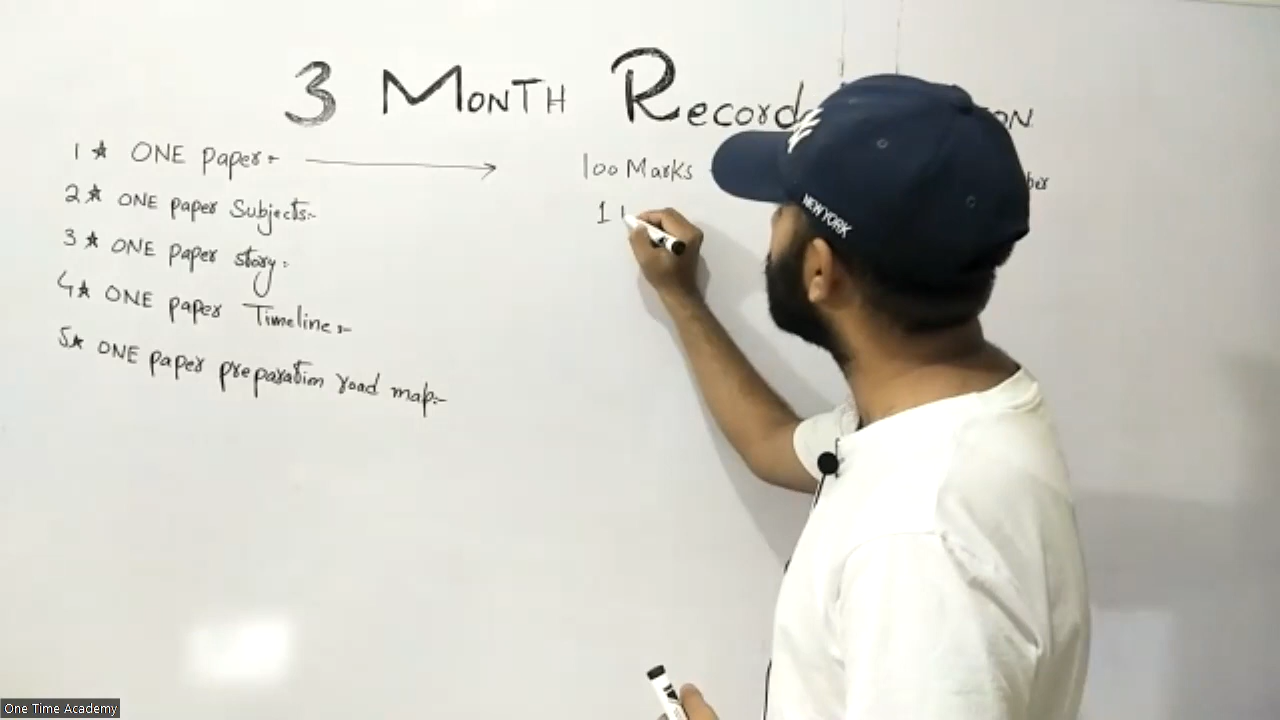 3 MONTH Record
1 ★ ONE paper:- → 100 Marks
2 ★ ONE paper Subjects:-
3 ★ ONE paper story:-
4 ★ ONE paper Timeline:-
5 ★ ONE paper preparation road map:-
1
NEW YORK
One Time Academy